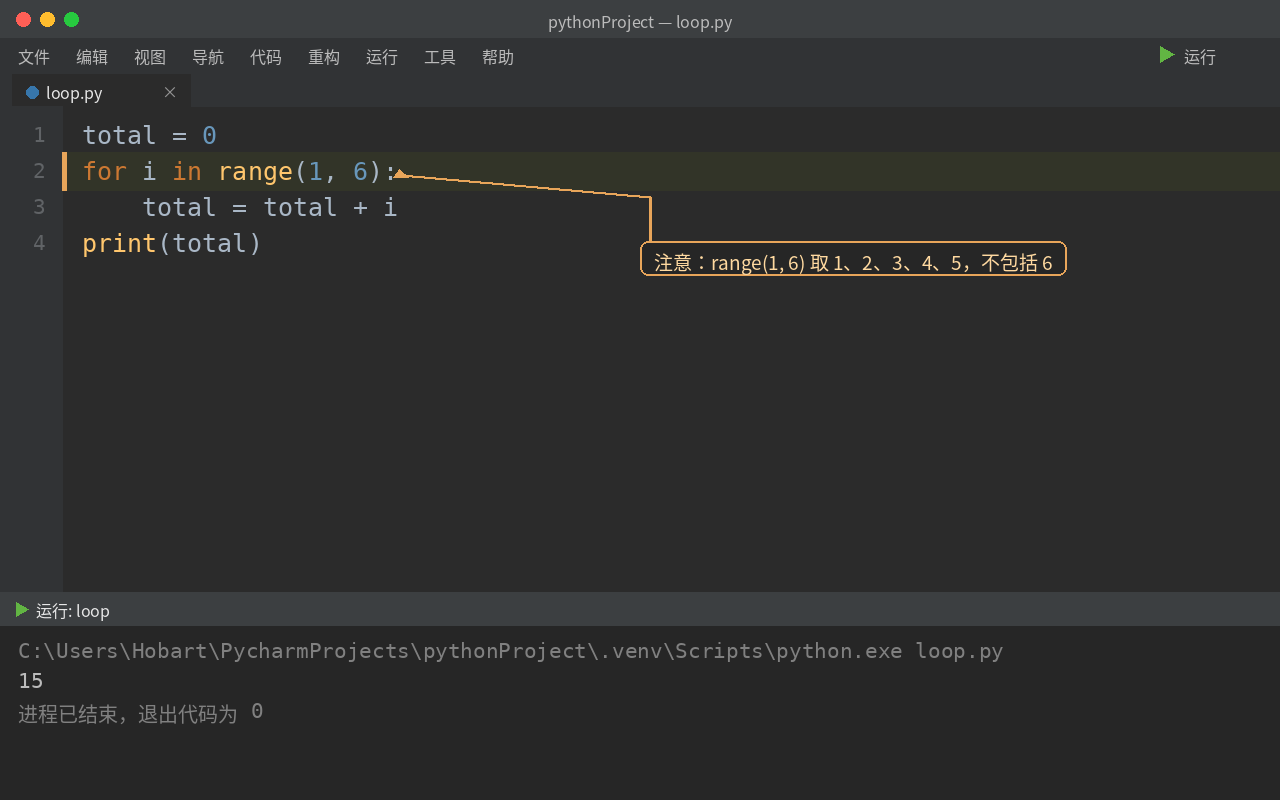 pythonProject — loop.py
文件 编辑 视图 导航 代码 重构 运行 工具 帮助 运行
loop.py ×
1 total = 0
2 for i in range(1, 6):
3     total = total + i
4 print(total)
注意：range(1, 6) 取 1、2、3、4、5，不包括 6
运行: loop
C:\Users\Hobart\PycharmProjects\pythonProject\.venv\Scripts\python.exe loop.py
15
进程已结束，退出代码为 0